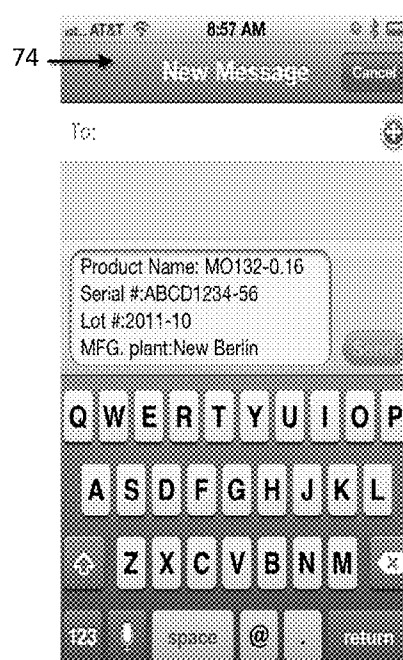 AT&T 8:57 AM
74
New Message Cancel
To:
Product Name: MO132-0.16
Serial #:ABCD1234-56
Lot #:2011-10
MFG. plant:New Berlin
Q W E R T Y U I O P
A S D F G H J K L
Z X C V B N M
123 space @ . return